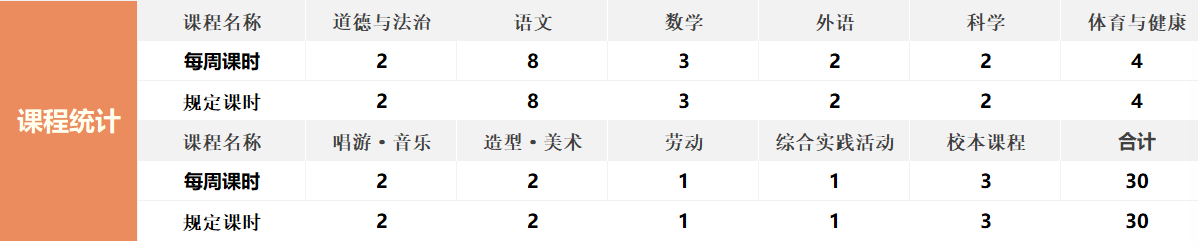 课程统计
课程名称 道德与法治 语文 数学 外语 科学 体育与健康
每周课时 2 8 3 2 2 4
规定课时 2 8 3 2 2 4
课程名称 唱游·音乐 造型·美术 劳动 综合实践活动 校本课程 合计
每周课时 2 2 1 1 3 30
规定课时 2 2 1 1 3 30